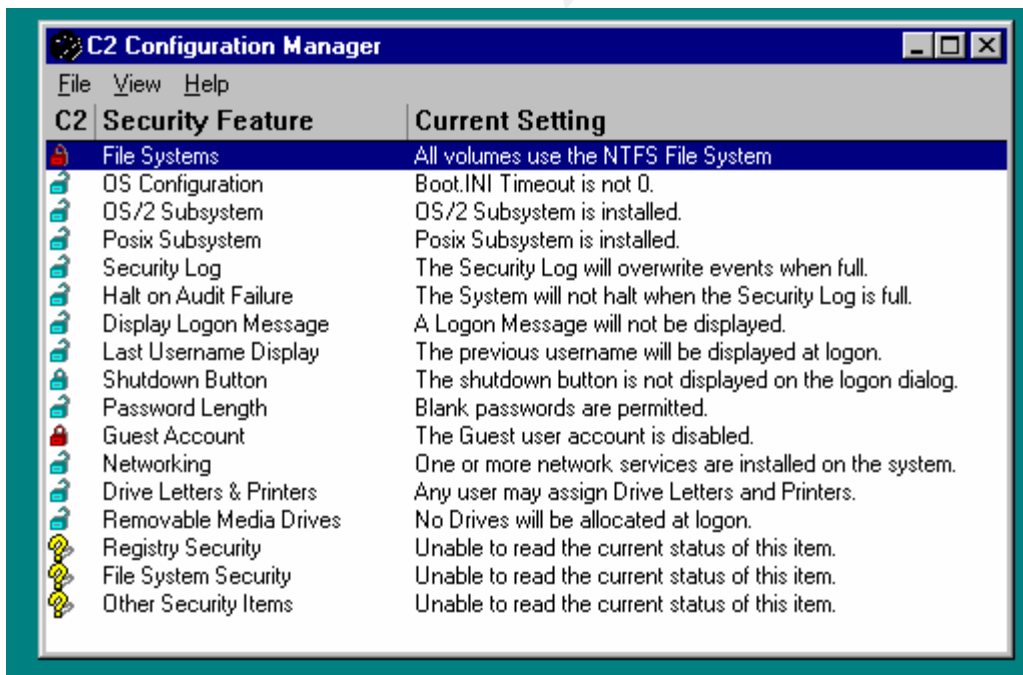 C2 Configuration Manager
File View Help
C2 Security Feature Current Setting
File Systems All volumes use the NTFS File System
OS Configuration Boot.INI Timeout is not 0.
OS/2 Subsystem OS/2 Subsystem is installed.
Posix Subsystem Posix Subsystem is installed.
Security Log The Security Log will overwrite events when full.
Halt on Audit Failure The System will not halt when the Security Log is full.
Display Logon Message A Logon Message will not be displayed.
Last Username Display The previous username will be displayed at logon.
Shutdown Button The shutdown button is not displayed on the logon dialog.
Password Length Blank passwords are permitted.
Guest Account The Guest user account is disabled.
Networking One or more network services are installed on the system.
Drive Letters & Printers Any user may assign Drive Letters and Printers.
Removable Media Drives No Drives will be allocated at logon.
Registry Security Unable to read the current status of this item.
File System Security Unable to read the current status of this item.
Other Security Items Unable to read the current status of this item.